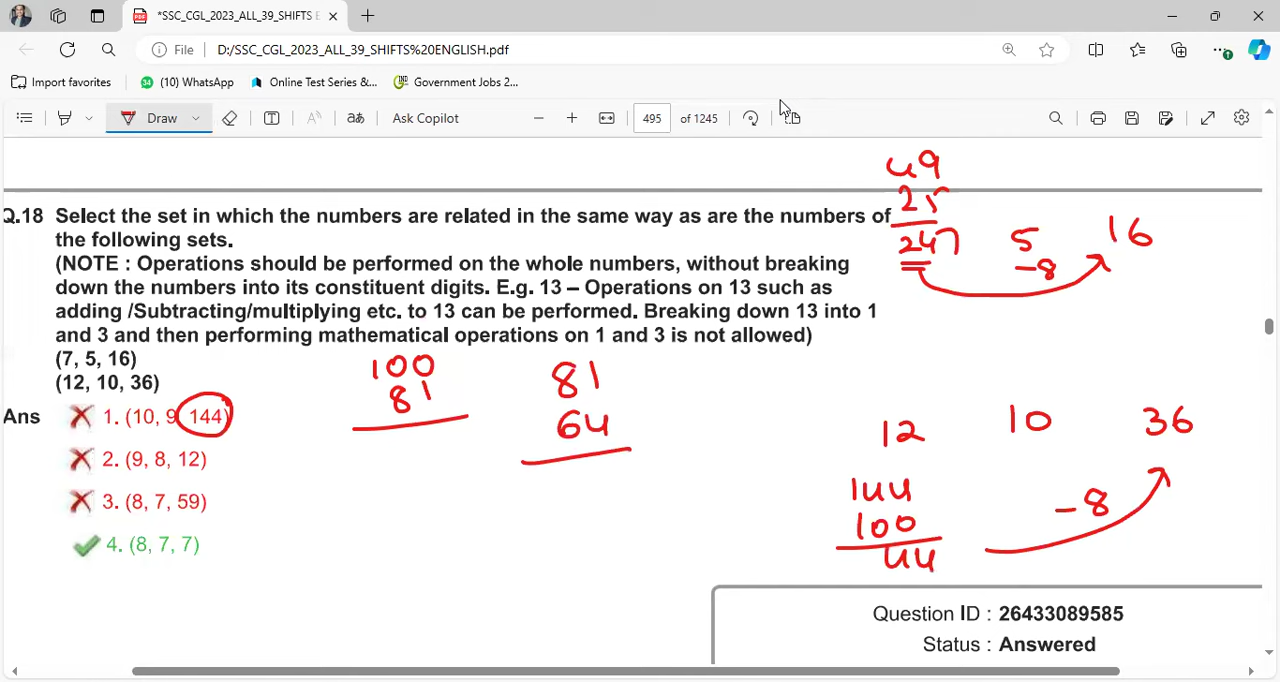 *SSC_CGL_2023_ALL_39_SHIFTS E
File D:/SSC_CGL_2023_ALL_39_SHIFTS%20ENGLISH.pdf
Import favorites (10) WhatsApp Online Test Series &... Government Jobs 2...
Draw Ask Copilot 495 of 1245
Q.18 Select the set in which the numbers are related in the same way as are the numbers of
the following sets.
(NOTE : Operations should be performed on the whole numbers, without breaking
down the numbers into its constituent digits. E.g. 13 – Operations on 13 such as
adding /Subtracting/multiplying etc. to 13 can be performed. Breaking down 13 into 1
and 3 and then performing mathematical operations on 1 and 3 is not allowed)
(7, 5, 16)
(12, 10, 36)
Ans 1. (10, 9, 144)
2. (9, 8, 12)
3. (8, 7, 59)
4. (8, 7, 7)
49
25
24 7 5 16
-8
100 81
81 64
12 10 36
144
100 -8
44
Question ID : 26433089585
Status : Answered